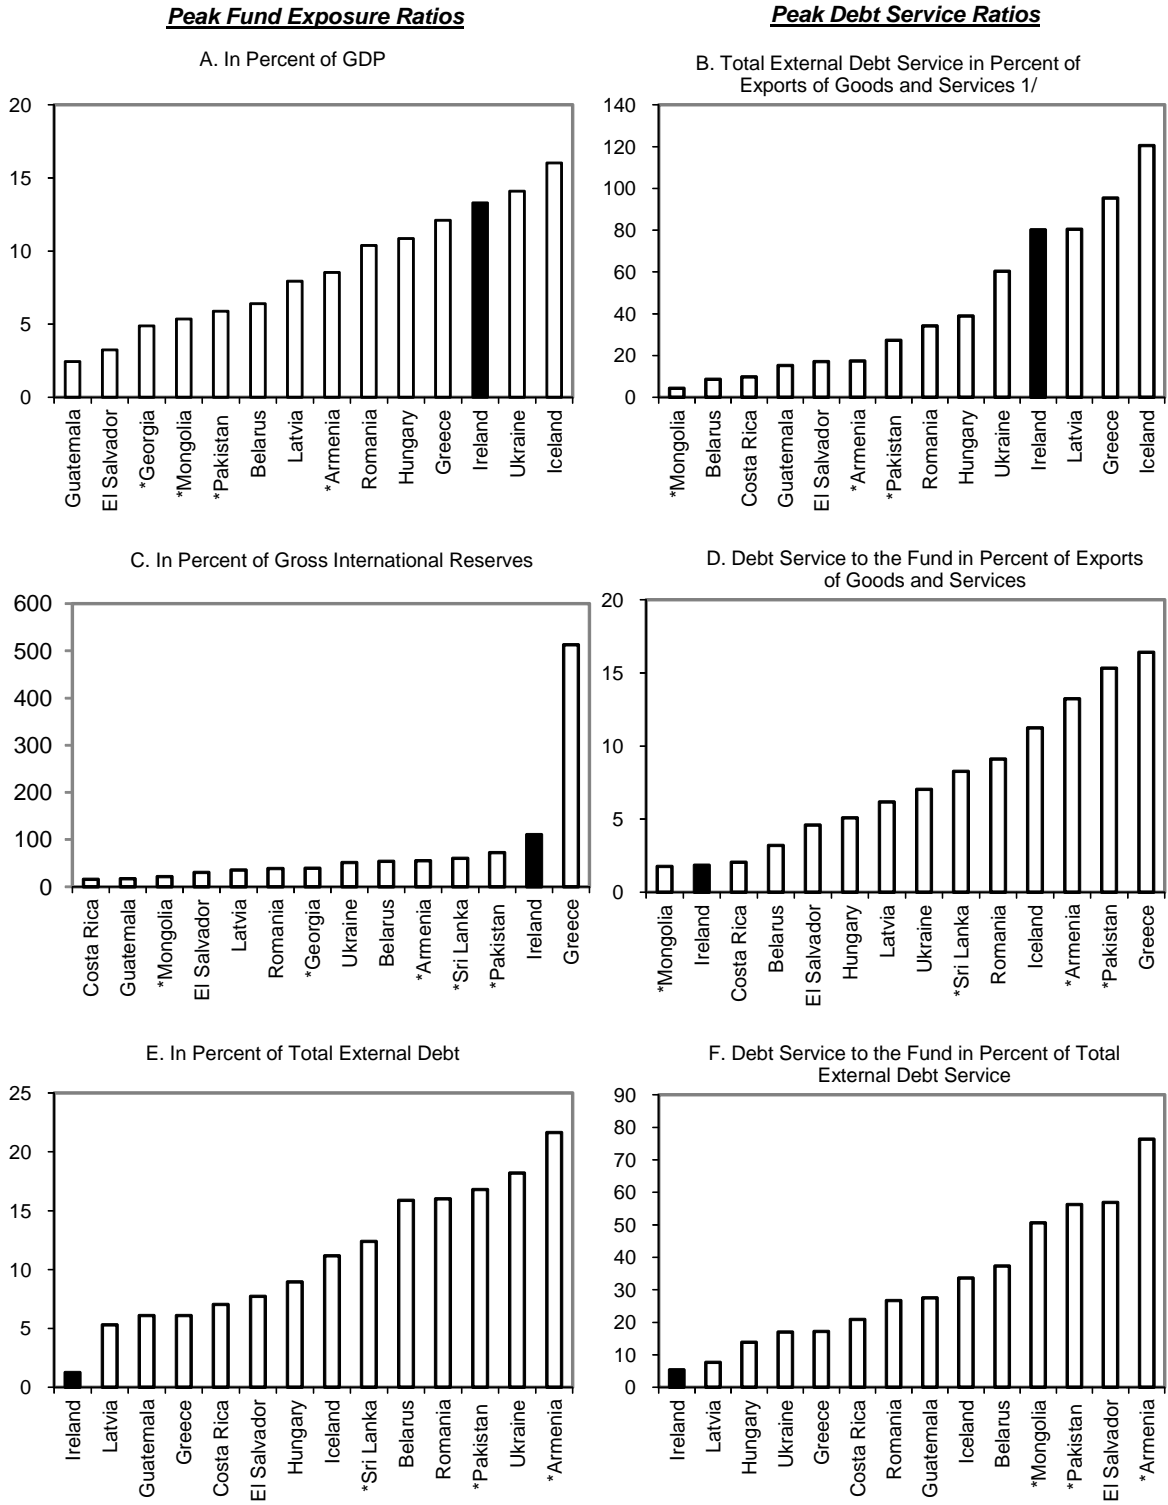 Peak Fund Exposure Ratios
Peak Debt Service Ratios
A. In Percent of GDP
20
15
10
5
0
Guatemala
El Salvador
*Georgia
*Mongolia
*Pakistan
Belarus
Latvia
*Armenia
Romania
Hungary
Greece
Ireland
Ukraine
Iceland
B. Total External Debt Service in Percent of
Exports of Goods and Services 1/
140
120
100
80
60
40
20
0
*Mongolia
Belarus
Costa Rica
Guatemala
El Salvador
*Armenia
*Pakistan
Romania
Hungary
Ukraine
Ireland
Latvia
Greece
Iceland
C. In Percent of Gross International Reserves
600
500
400
300
200
100
0
Costa Rica
Guatemala
*Mongolia
El Salvador
Latvia
Romania
*Georgia
Ukraine
Belarus
*Armenia
*Sri Lanka
*Pakistan
Ireland
Greece
D. Debt Service to the Fund in Percent of Exports
of Goods and Services
20
15
10
5
0
*Mongolia
Ireland
Costa Rica
Belarus
El Salvador
Hungary
Latvia
Ukraine
*Sri Lanka
Romania
Iceland
*Armenia
*Pakistan
Greece
E. In Percent of Total External Debt
25
20
15
10
5
0
Ireland
Latvia
Guatemala
Greece
Costa Rica
El Salvador
Hungary
Iceland
*Sri Lanka
Belarus
Romania
*Pakistan
Ukraine
*Armenia
F. Debt Service to the Fund in Percent of Total
External Debt Service
90
80
70
60
50
40
30
20
10
0
Ireland
Latvia
Hungary
Ukraine
Greece
Costa Rica
Romania
Guatemala
Iceland
Belarus
*Mongolia
*Pakistan
El Salvador
*Armenia